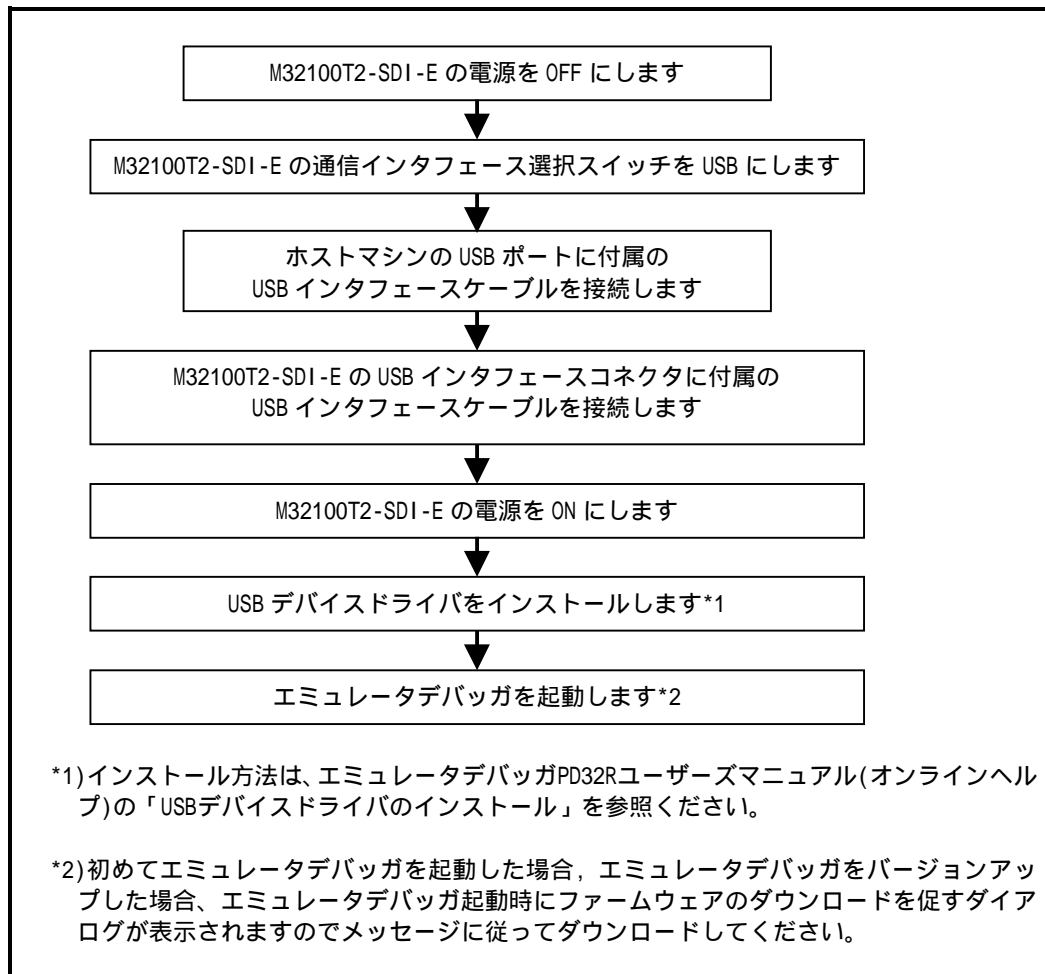 M32100T2-SDI-E の電源を OFF にします
M32100T2-SDI-E の通信インタフェース選択スイッチを USB にします
ホストマシンの USB ポートに付属の
USB インタフェースケーブルを接続します
M32100T2-SDI-E の USB インタフェースコネクタに付属の
USB インタフェースケーブルを接続します
M32100T2-SDI-E の電源を ON にします
USB デバイスドライバをインストールします*1
エミュレータデバッガを起動します*2
*1)インストール方法は、エミュレータデバッガPD32Rユーザーズマニュアル(オンラインヘル
プ)の「USBデバイスドライバのインストール」を参照ください。
*2)初めてエミュレータデバッガを起動した場合,エミュレータデバッガをバージョンアッ
プした場合、エミュレータデバッガ起動時にファームウェアのダウンロードを促すダイア
ログが表示されますのでメッセージに従ってダウンロードしてください。